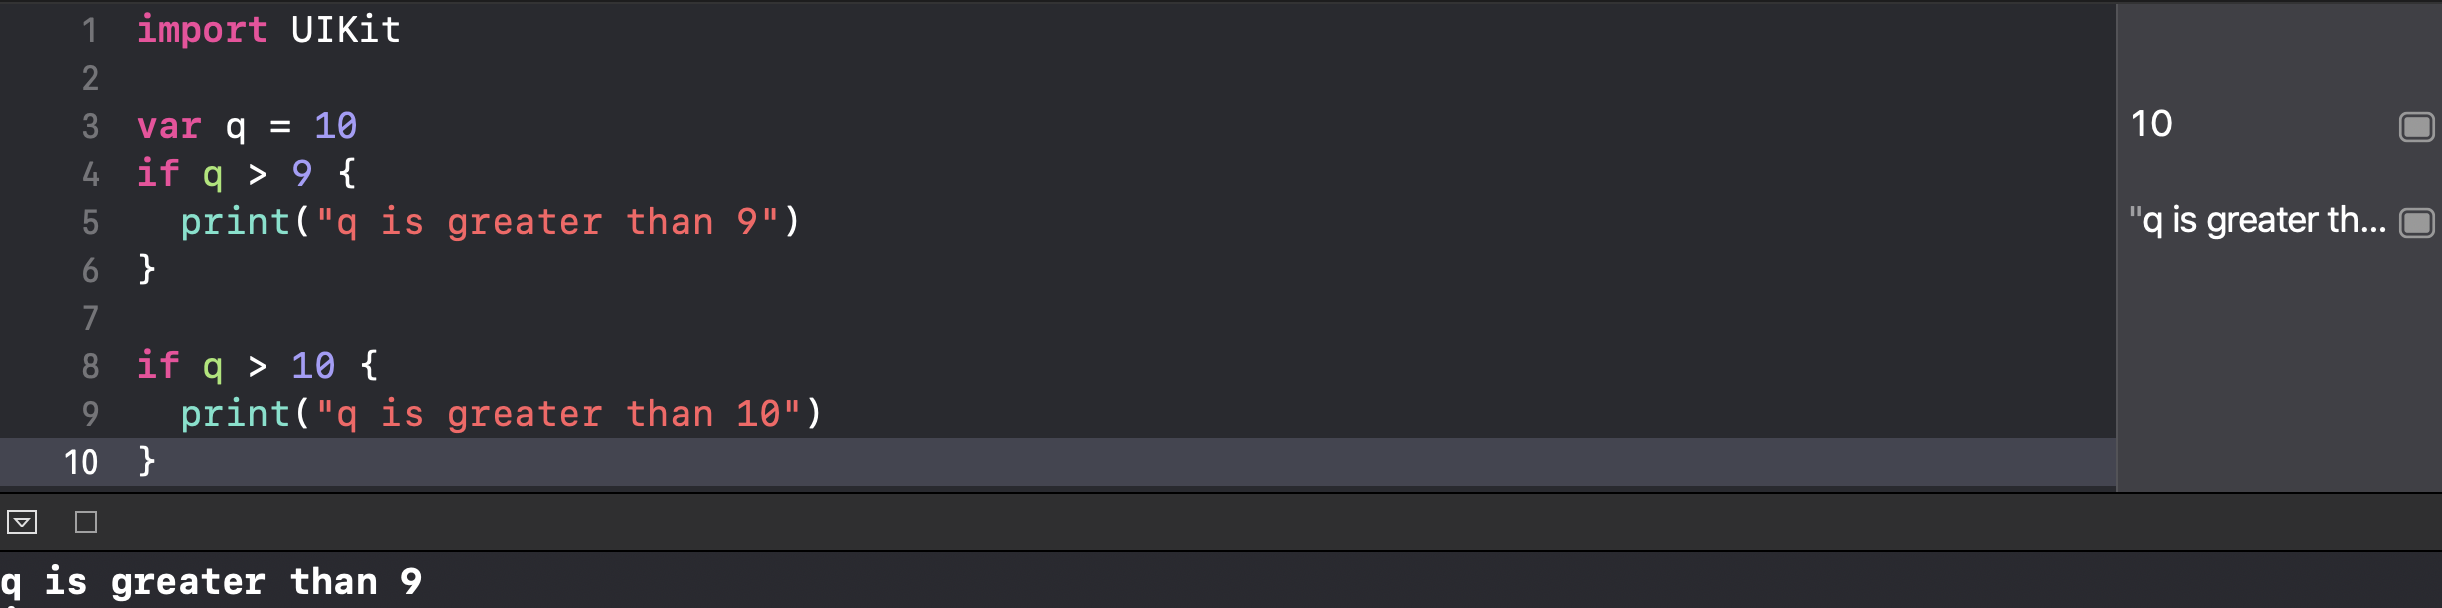 1 import UIKit
2
3 var q = 10
10
4 if q > 9 {
5 print("q is greater than 9")
"q is greater th...
6 }
7
8 if q > 10 {
9 print("q is greater than 10")
10 }
q is greater than 9